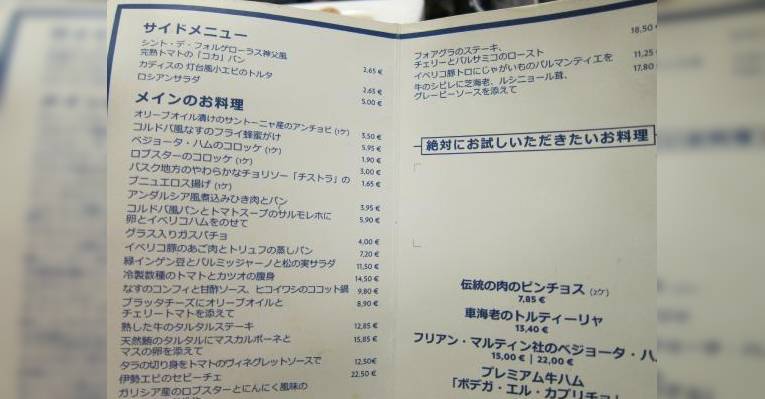 サイドメニュー
シント・デ・フォルゲローラス神父風
完熟トマトの「コカ」パン 2,65 €
カディスの 灯台風小エビのトルタ 2,65 €
ロシアンサラダ 5,00 €
メインのお料理
オリーブオイル漬けのサントーニャ産のアンチョビ (1ケ) 3,50 €
コルドバ風なすのフライ蜂蜜がけ 5,95 €
ベジョータ・ハムのコロッケ (1ケ) 1,90 €
ロブスターのコロッケ (1ケ) 3,00 €
バスク地方のやわらかなチョリソー「チストラ」の 1,65 €
ブニュエロス揚げ (1ケ)
アンダルシア風煮込みひき肉とパン 3,95 €
コルドバ風パンとトマトスープのサルモレホに 5,90 €
卵とイベリコハムをのせて
グラス入りガスパチョ 4,00 €
イベリコ豚のあご肉とトリュフの蒸しパン 7,20 €
緑インゲン豆とパルミッジャーノと松の実サラダ 11,50 €
冷製数種のトマトとカツオの腹身 14,50 €
なすのコンフィと甘酢ソース、ヒコイワシのココット鍋 9,80 €
ブラッタチーズにオリーブオイルと 8,90 €
チェリートマトを添えて
熟した牛のタルタルステーキ 12,85 €
天然鮪のタルタルにマスカルポーネと 15,85 €
マスの卵を添えて
タラの切り身をトマトのヴィネグレットソースで 12,50€
伊勢エビのセビーチェ 22,50 €
ガリシア産のロブスターとにんにく風味の
18,50 €
フォアグラのステーキ、
チェリーとバルサミコのロースト 11,25
イベリコ豚トロにじゃがいものパルマンティエを 17,80
牛のシビレに芝海老、ルシニョール茸、
グレービーソースを添えて
絶対にお試しいただきたいお料理
伝統の肉のピンチョス (2ケ)
7,85 €
車海老のトルティーリャ
13,40 €
フリアン・マルティン社のベジョータ・ハ
15,00 € | 22,00 €
プレミアム牛ハム
「ボデガ・エル・カプリチョ」